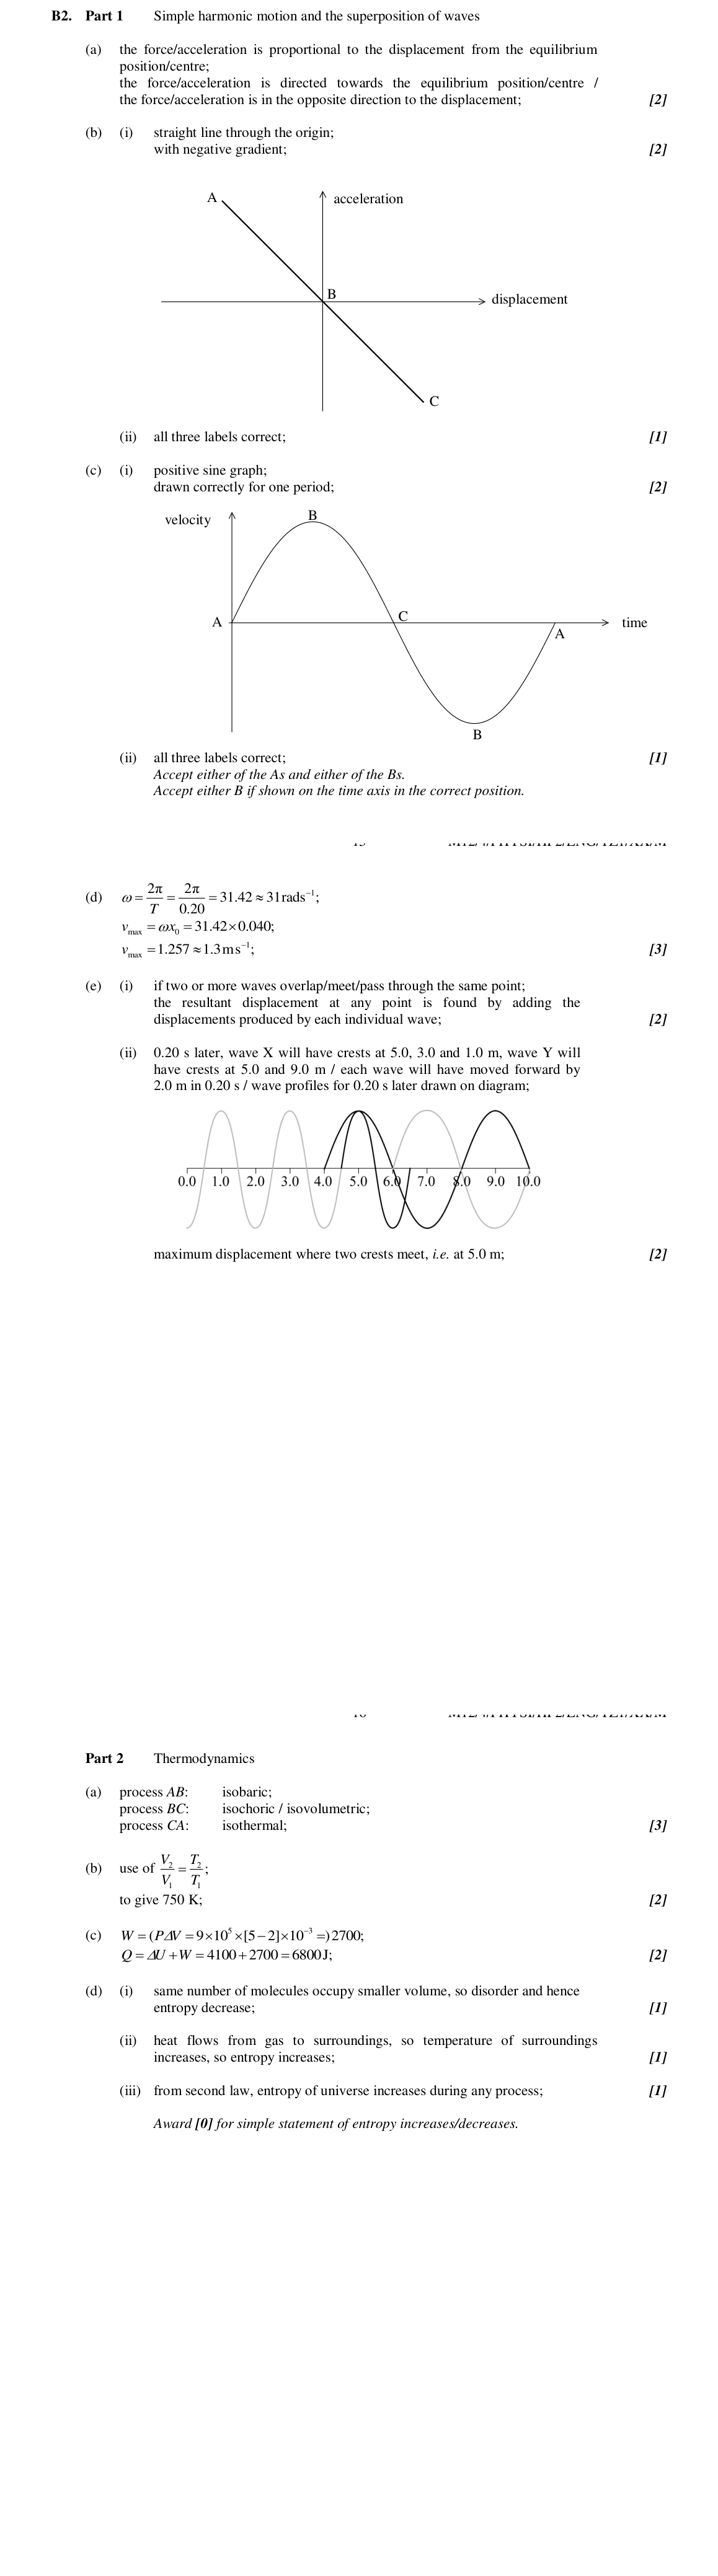 B2. Part 1 Simple harmonic motion and the superposition of waves
(a) the force/acceleration is proportional to the displacement from the equilibrium
position/centre;
the force/acceleration is directed towards the equilibrium position/centre /
the force/acceleration is in the opposite direction to the displacement; [2]
(b) (i) straight line through the origin;
with negative gradient; [2]
A acceleration
B displacement
C
(ii) all three labels correct; [1]
(c) (i) positive sine graph;
drawn correctly for one period; [2]
velocity B
A C time
A
B
(ii) all three labels correct; [1]
Accept either of the As and either of the Bs.
Accept either B if shown on the time axis in the correct position.
(d) ω = 2π/T = 2π/0.20 = 31.42 ≈ 31 rad s⁻¹;
v_max = ωx₀ = 31.42 × 0.040;
v_max = 1.257 ≈ 1.3 m s⁻¹; [3]
(e) (i) if two or more waves overlap/meet/pass through the same point;
the resultant displacement at any point is found by adding the
displacements produced by each individual wave; [2]
(ii) 0.20 s later, wave X will have crests at 5.0, 3.0 and 1.0 m, wave Y will
have crests at 5.0 and 9.0 m / each wave will have moved forward by
2.0 m in 0.20 s / wave profiles for 0.20 s later drawn on diagram;
0.0 1.0 2.0 3.0 4.0 5.0 6.0 7.0 8.0 9.0 10.0
maximum displacement where two crests meet, i.e. at 5.0 m; [2]
Part 2 Thermodynamics
(a) process AB: isobaric;
process BC: isochoric / isovolumetric;
process CA: isothermal; [3]
(b) use of V₂/V₁ = T₂/T₁;
to give 750 K; [2]
(c) W = (PΔV = 9×10⁵ × [5 − 2] × 10⁻³ =) 2700;
Q = ΔU + W = 4100 + 2700 = 6800 J; [2]
(d) (i) same number of molecules occupy smaller volume, so disorder and hence
entropy decrease; [1]
(ii) heat flows from gas to surroundings, so temperature of surroundings
increases, so entropy increases; [1]
(iii) from second law, entropy of universe increases during any process; [1]
Award [0] for simple statement of entropy increases/decreases.